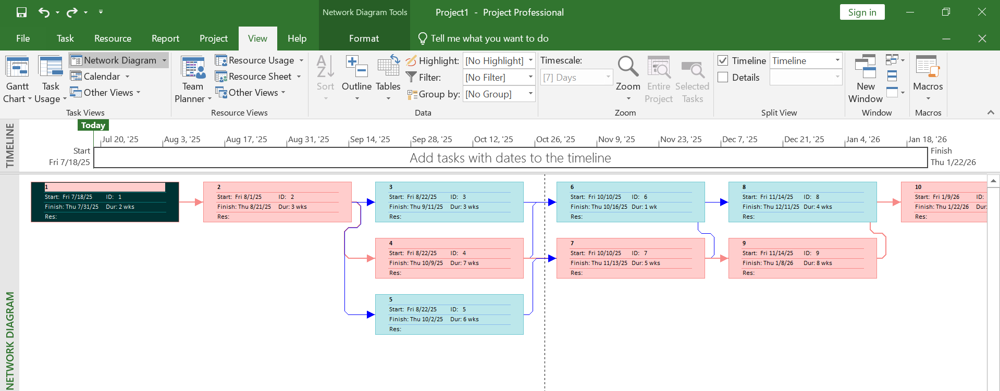 Network Diagram Tools
Project1 - Project Professional
Sign in
File Task Resource Report Project View Help Format Tell me what you want to do
Gantt Chart
Task Usage
Network Diagram
Calendar
Other Views
Task Views
Team Planner
Resource Usage
Resource Sheet
Other Views
Resource Views
Sort
Outline
Tables
Highlight: [No Highlight]
Filter: [No Filter]
Group by: [No Group]
Data
Timescale:
[7] Days
Zoom
Entire Project
Selected Tasks
Zoom
Timeline Timeline
Details
Split View
New Window
Window
Macros
Macros
TIMELINE
Today
Jul 20, '25 Aug 3, '25 Aug 17, '25 Aug 31, '25 Sep 14, '25 Sep 28, '25 Oct 12, '25 Oct 26, '25 Nov 9, '25 Nov 23, '25 Dec 7, '25 Dec 21, '25 Jan 4, '26 Jan 18, '26
Start
Fri 7/18/25
Add tasks with dates to the timeline
Finish
Thu 1/22/26
NETWORK DIAGRAM
1
Start: Fri 7/18/25 ID: 1
Finish: Thu 7/31/25 Dur: 2 wks
Res:
2
Start: Fri 8/1/25 ID: 2
Finish: Thu 8/21/25 Dur: 3 wks
Res:
3
Start: Fri 8/22/25 ID: 3
Finish: Thu 9/11/25 Dur: 3 wks
Res:
6
Start: Fri 10/10/25 ID: 6
Finish: Thu 10/16/25 Dur: 1 wk
Res:
8
Start: Fri 11/14/25 ID: 8
Finish: Thu 12/11/25 Dur: 4 wks
Res:
10
Start: Fri 1/9/26 ID:
Finish: Thu 1/22/26 Dur:
Res:
4
Start: Fri 8/22/25 ID: 4
Finish: Thu 10/9/25 Dur: 7 wks
Res:
7
Start: Fri 10/10/25 ID: 7
Finish: Thu 11/13/25 Dur: 5 wks
Res:
9
Start: Fri 11/14/25 ID: 9
Finish: Thu 1/8/26 Dur: 8 wks
Res:
5
Start: Fri 8/22/25 ID: 5
Finish: Thu 10/2/25 Dur: 6 wks
Res: